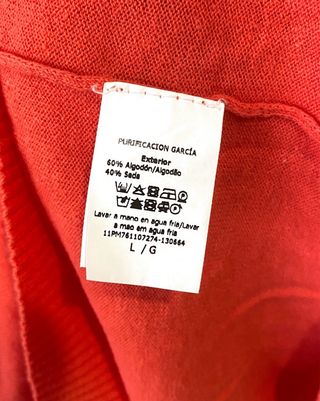 PURIFICACION GARCÍA
Exterior
60% Algodón/Algodão
40% Seda
Lavar a mano en agua fría/Lavar
a mao em agua fria
11PM761107274-130664
L / G